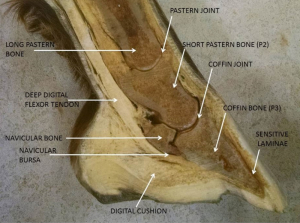 PASTERN JOINT
LONG PASTERN
BONE
SHORT PASTERN BONE (P2)
COFFIN JOINT
DEEP DIGITAL
FLEXOR TENDON
COFFIN BONE (P3)
NAVICULAR BONE
NAVICULAR
BURSA
SENSITIVE
LAMINAE
DIGITAL CUSHION